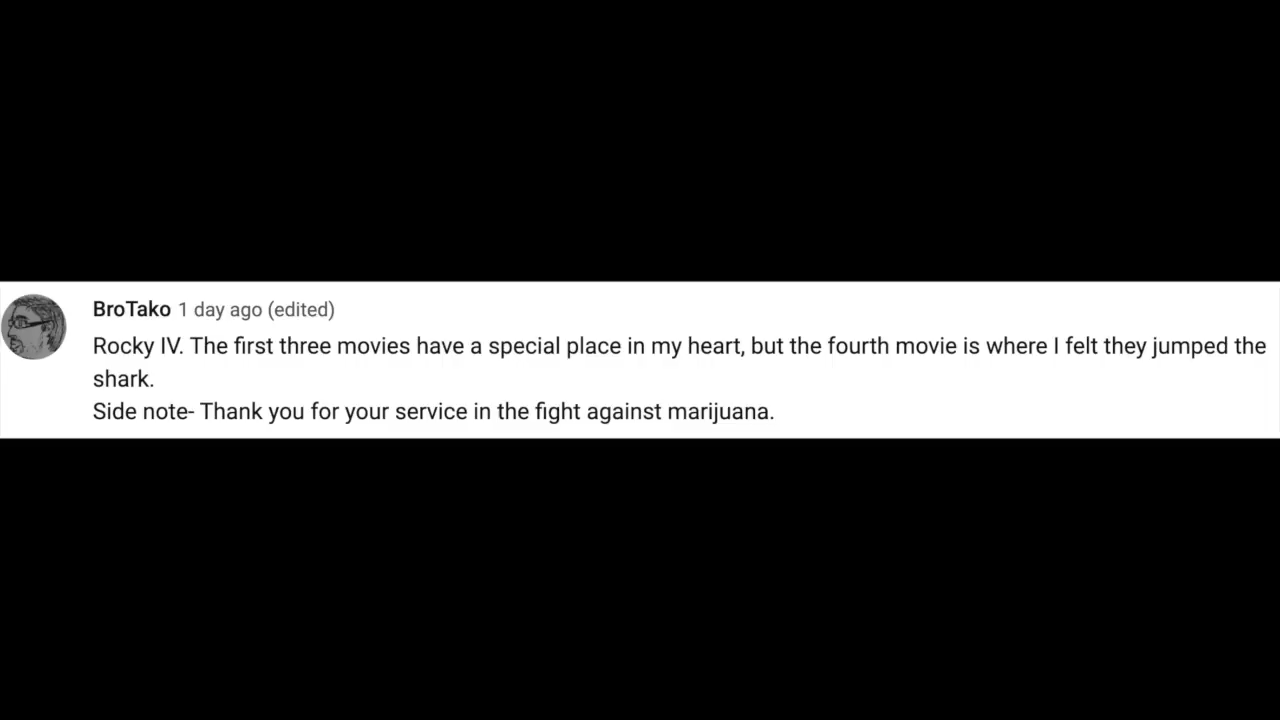 BroTako 1 day ago (edited)
Rocky IV. The first three movies have a special place in my heart, but the fourth movie is where I felt they jumped the
shark.
Side note- Thank you for your service in the fight against marijuana.